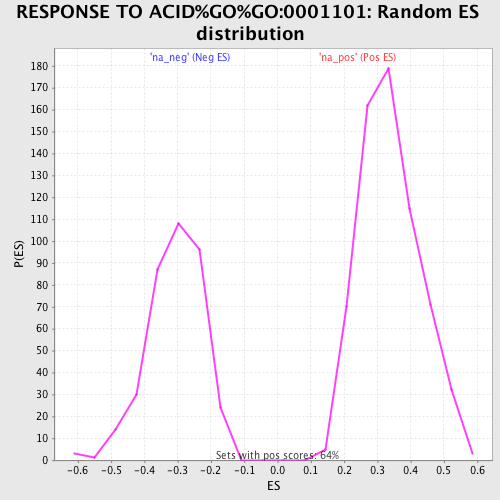 RESPONSE TO ACID%GO%GO:0001101: Random ES
distribution
'na_neg' (Neg ES)
'na_pos' (Pos ES)
180
170
160
150
140
130
120
110
100
90
80
70
60
50
40
30
20
10
0
P(ES)
Sets with pos scores: 64%
-0.6 -0.5 -0.4 -0.3 -0.2 -0.1 0.0 0.1 0.2 0.3 0.4 0.5 0.6
ES